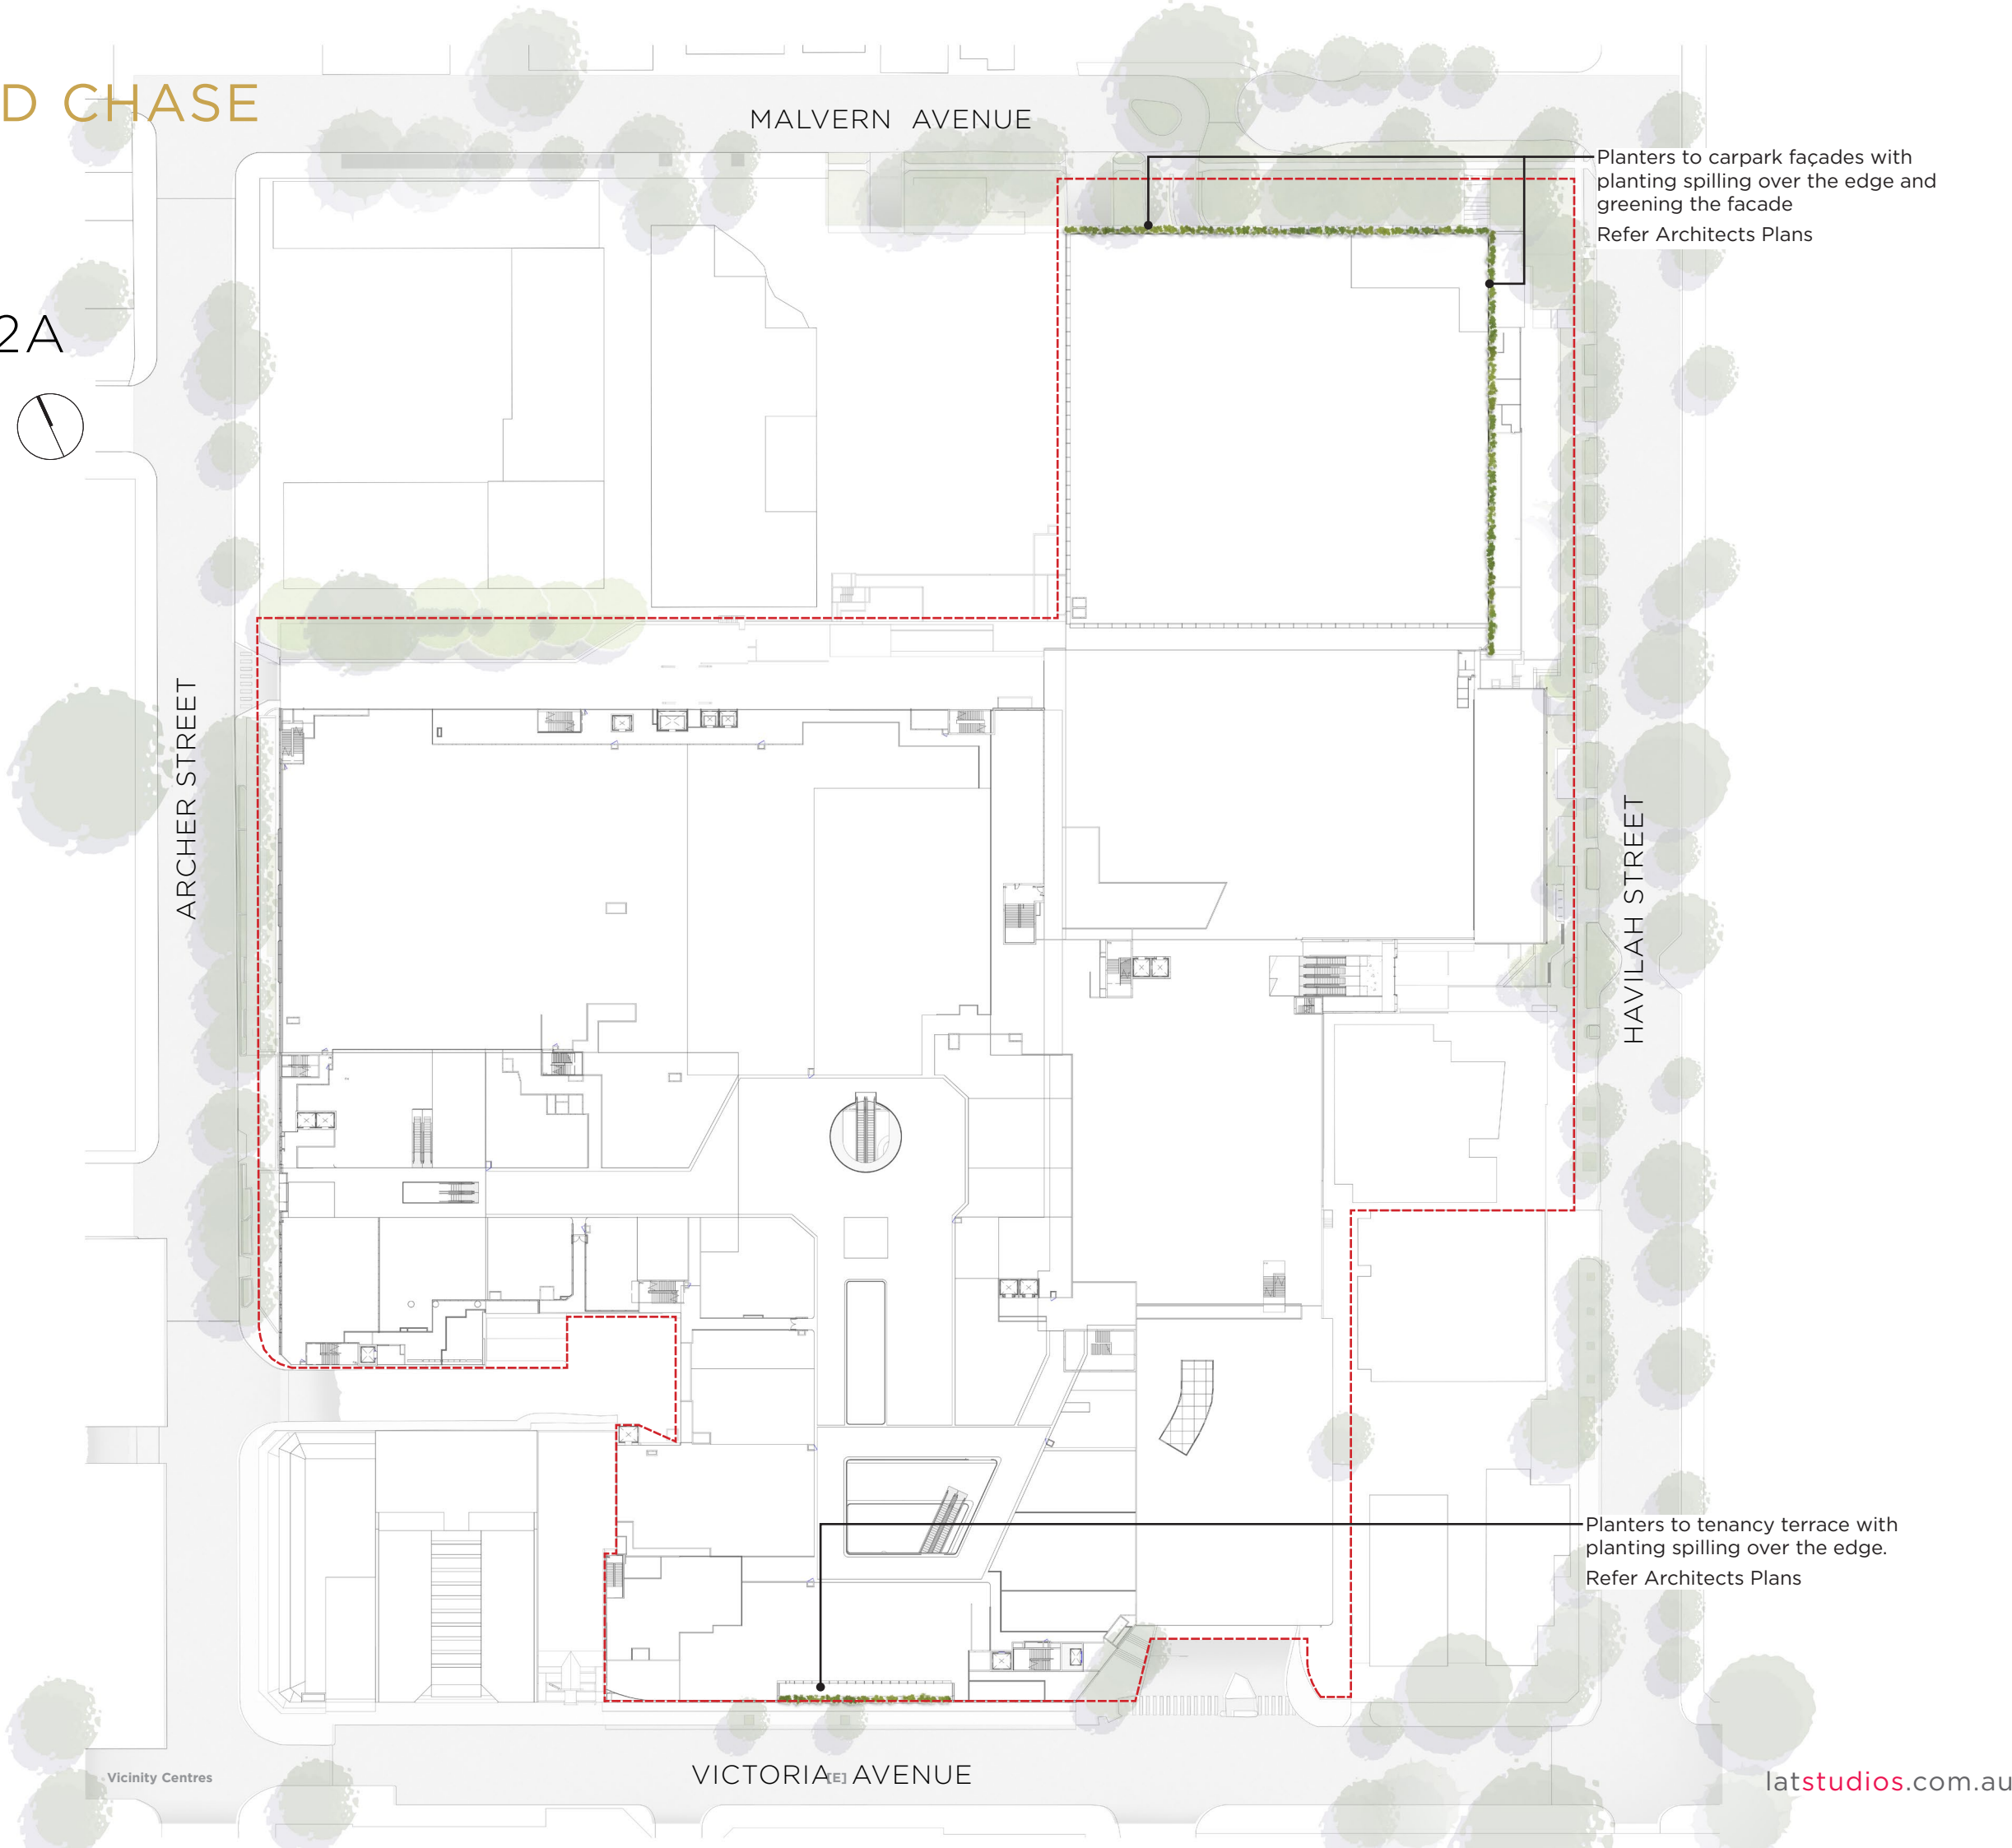 D CHASE
MALVERN AVENUE
Planters to carpark façades with
planting spilling over the edge and
greening the facade
Refer Architects Plans
2A
ARCHER STREET
HAVILAH STREET
Planters to tenancy terrace with
planting spilling over the edge.
Refer Architects Plans
VICTORIA AVENUE
[E]
Vicinity Centres
latstudios.com.au